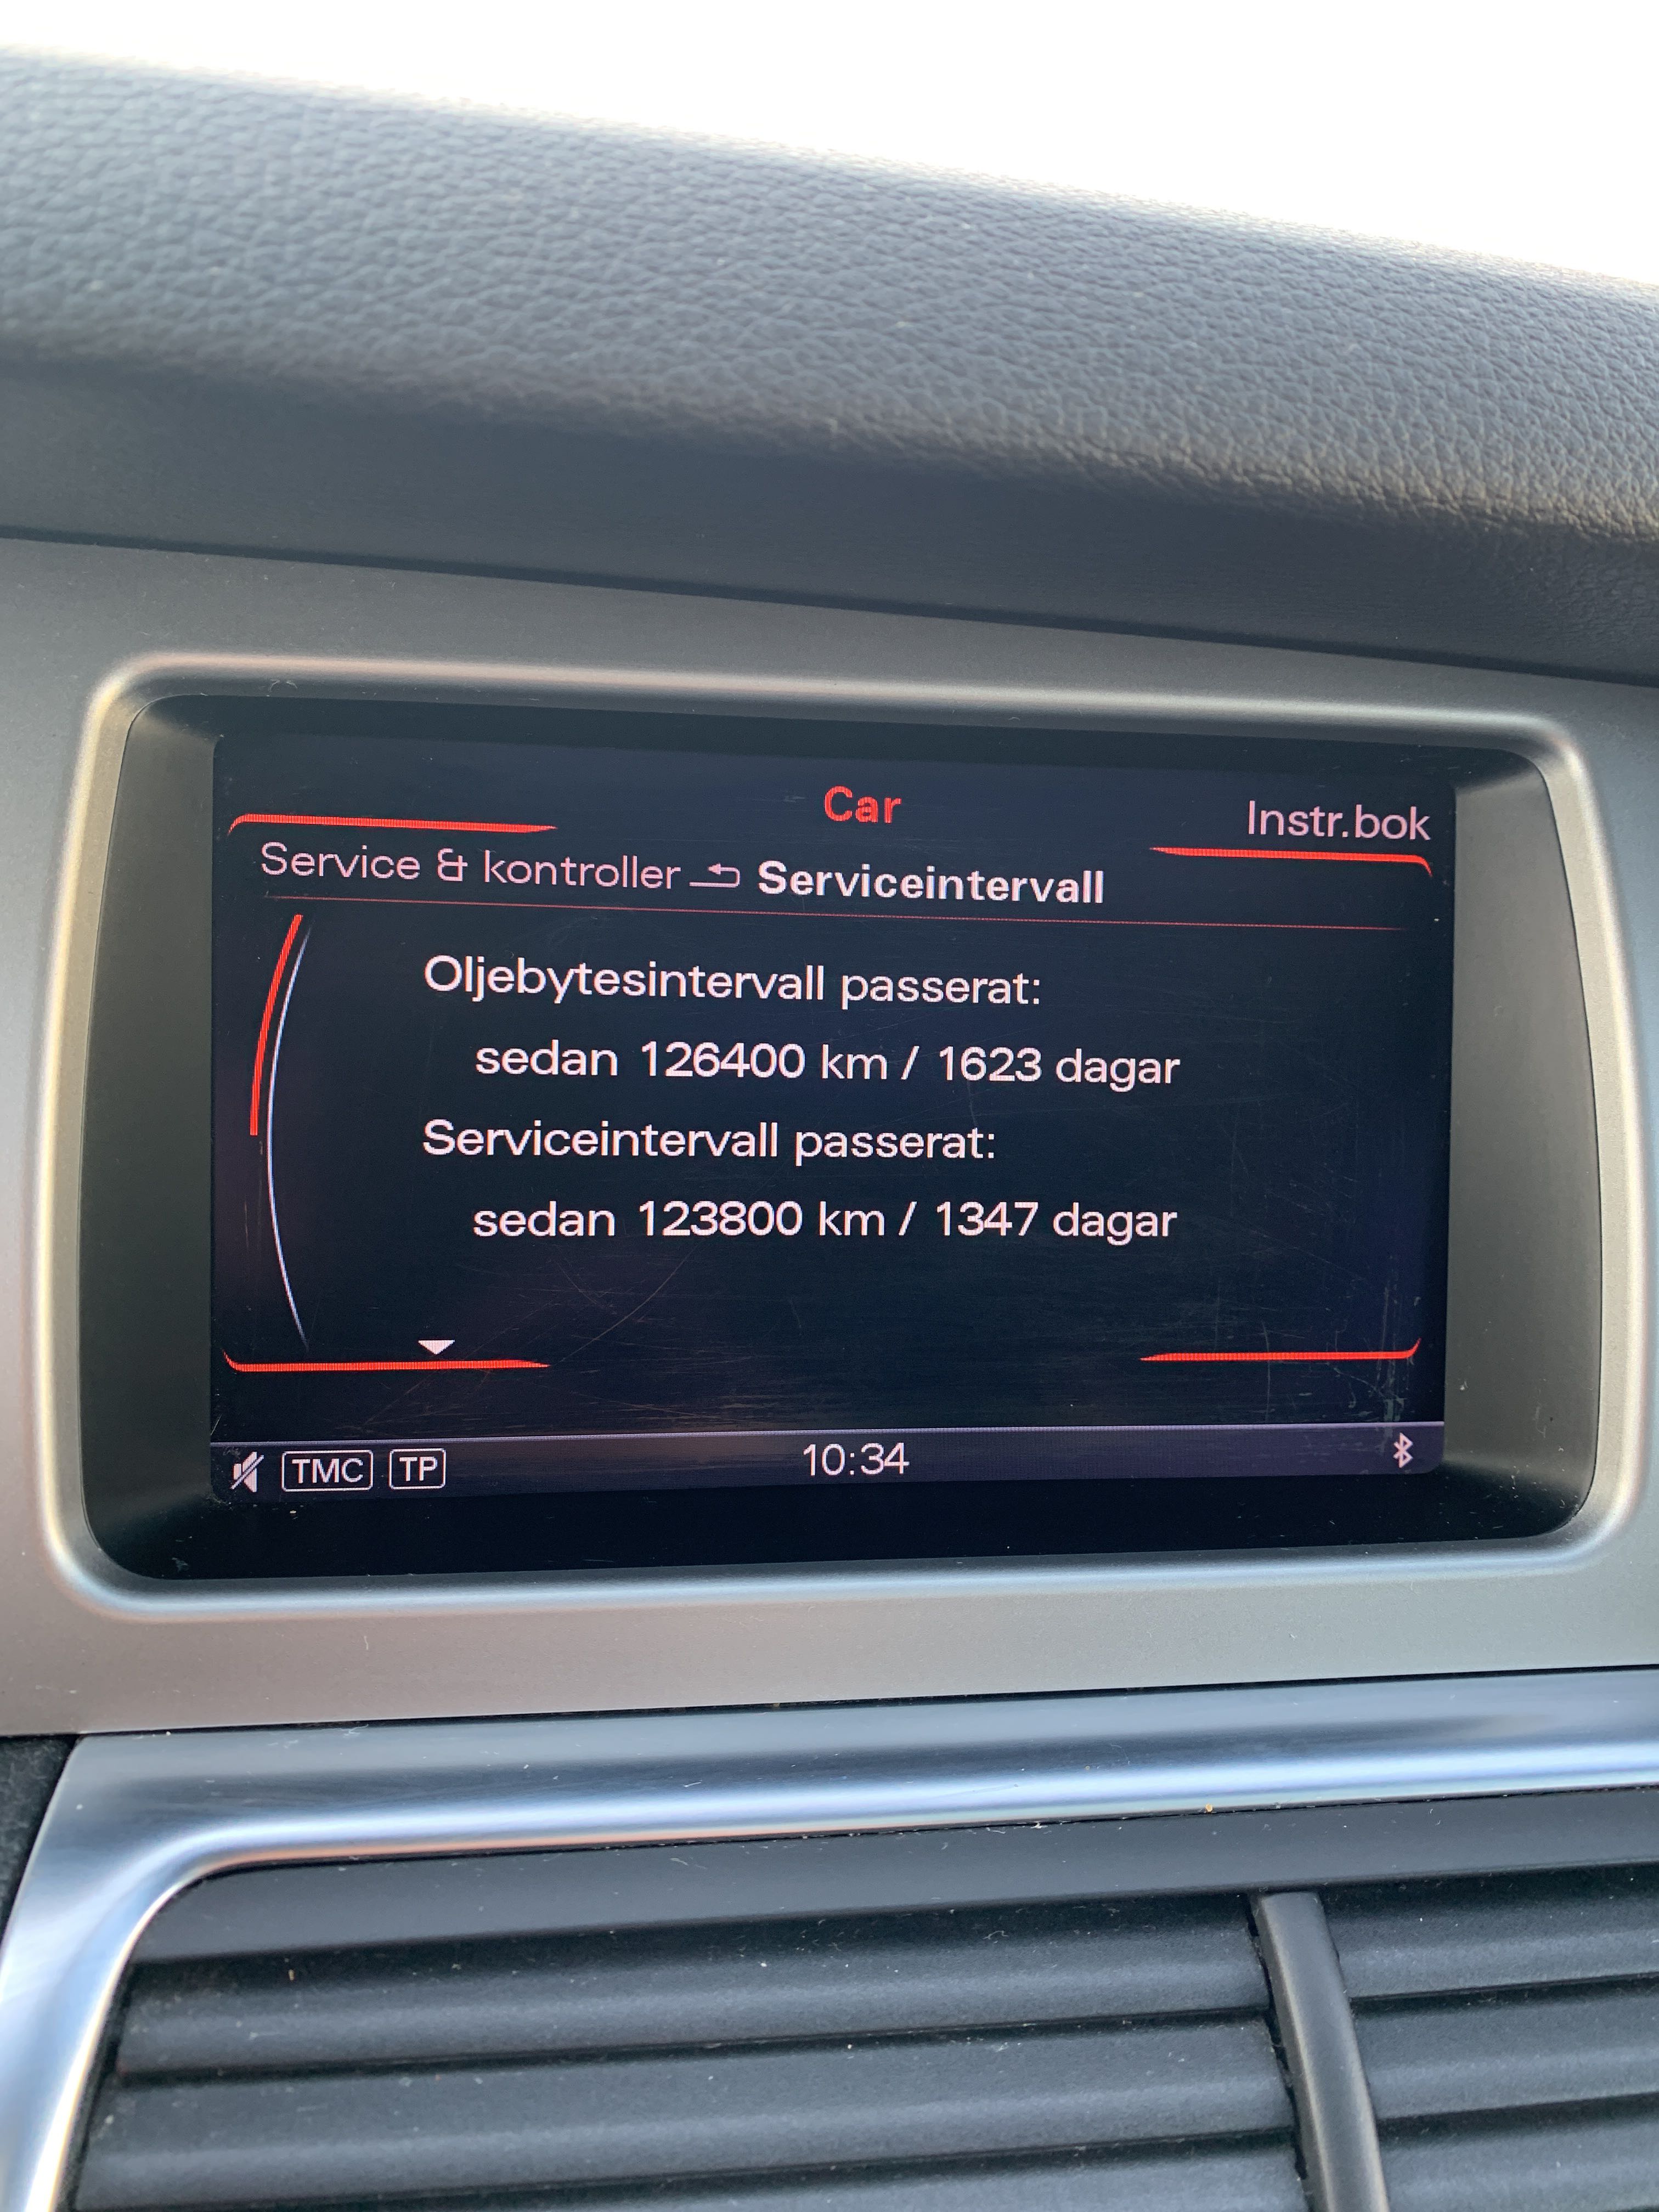 Car
Instr.bok
Service & kontroller Serviceintervall
Oljebytesintervall passerat:
sedan 126400 km / 1623 dagar
Serviceintervall passerat:
sedan 123800 km / 1347 dagar
TMC TP 10:34